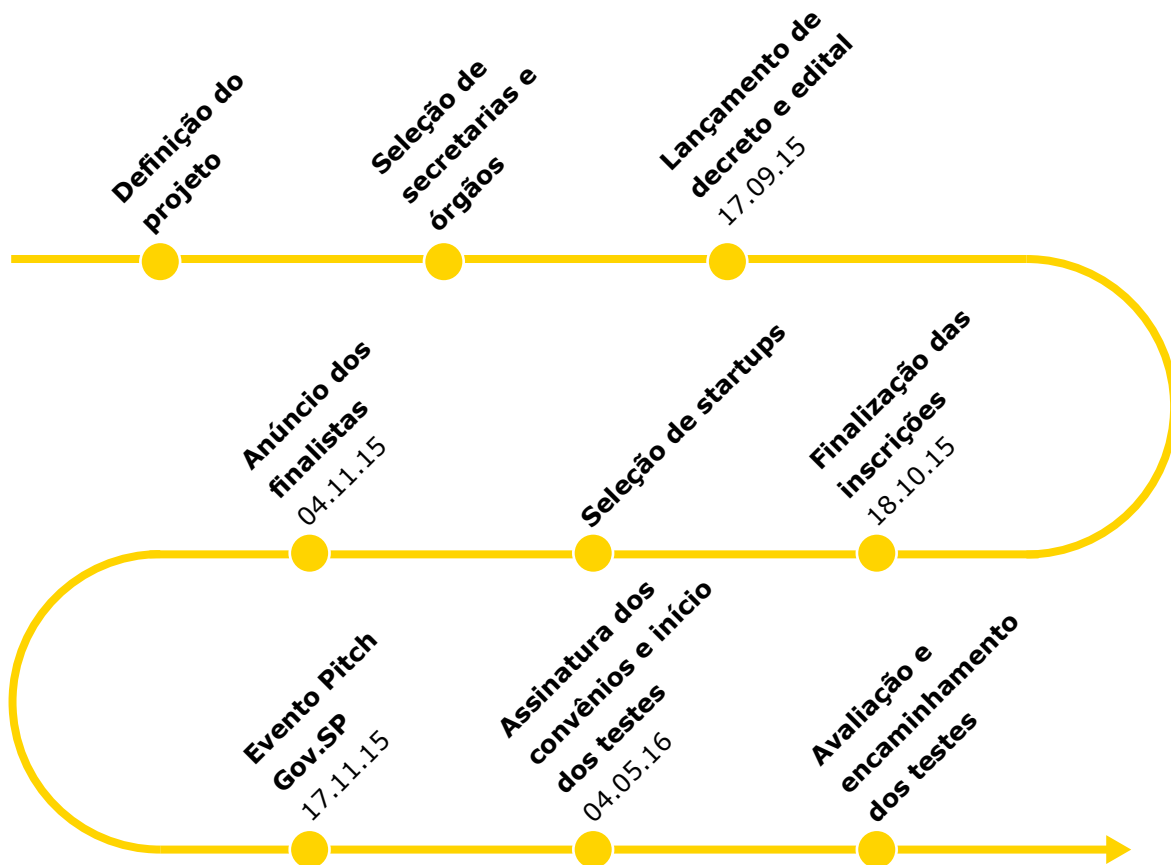 Definição do
projeto
Seleção de
secretarias e
órgãos
Lançamento de
decreto e edital
17.09.15
Finalização das
inscrições
18.10.15
Seleção de startups
Anúncio dos
finalistas
04.11.15
Evento Pitch
Gov.SP
17.11.15
Assinatura dos
convênios e início
dos testes
04.05.16
Avaliação e
encaminhamento
dos testes